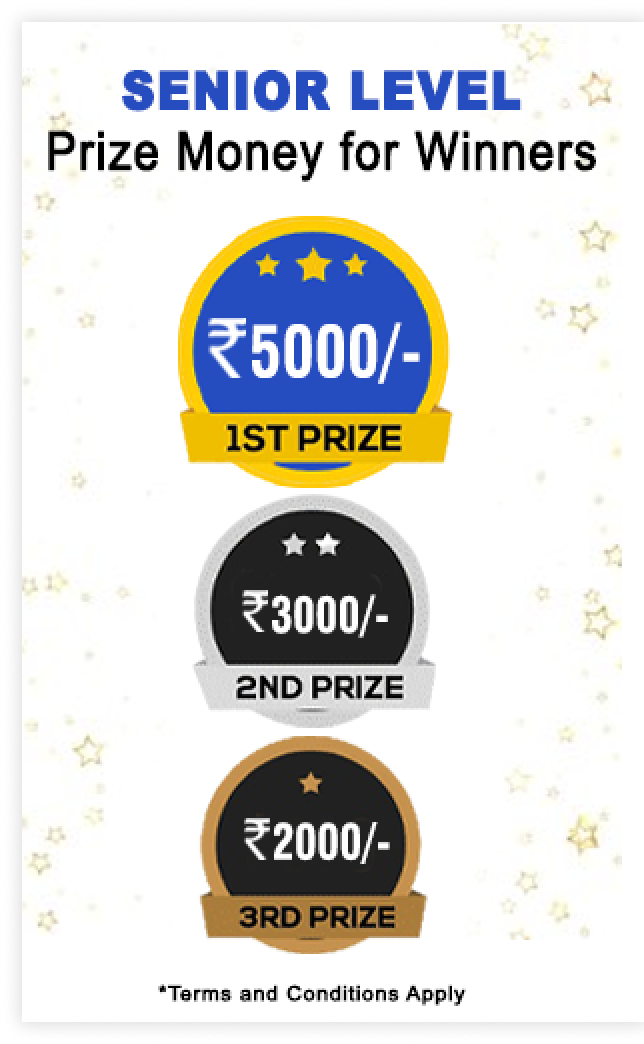 SENIOR LEVEL
Prize Money for Winners
₹5000/-
1ST PRIZE
₹3000/-
2ND PRIZE
₹2000/-
3RD PRIZE
*Terms and Conditions Apply